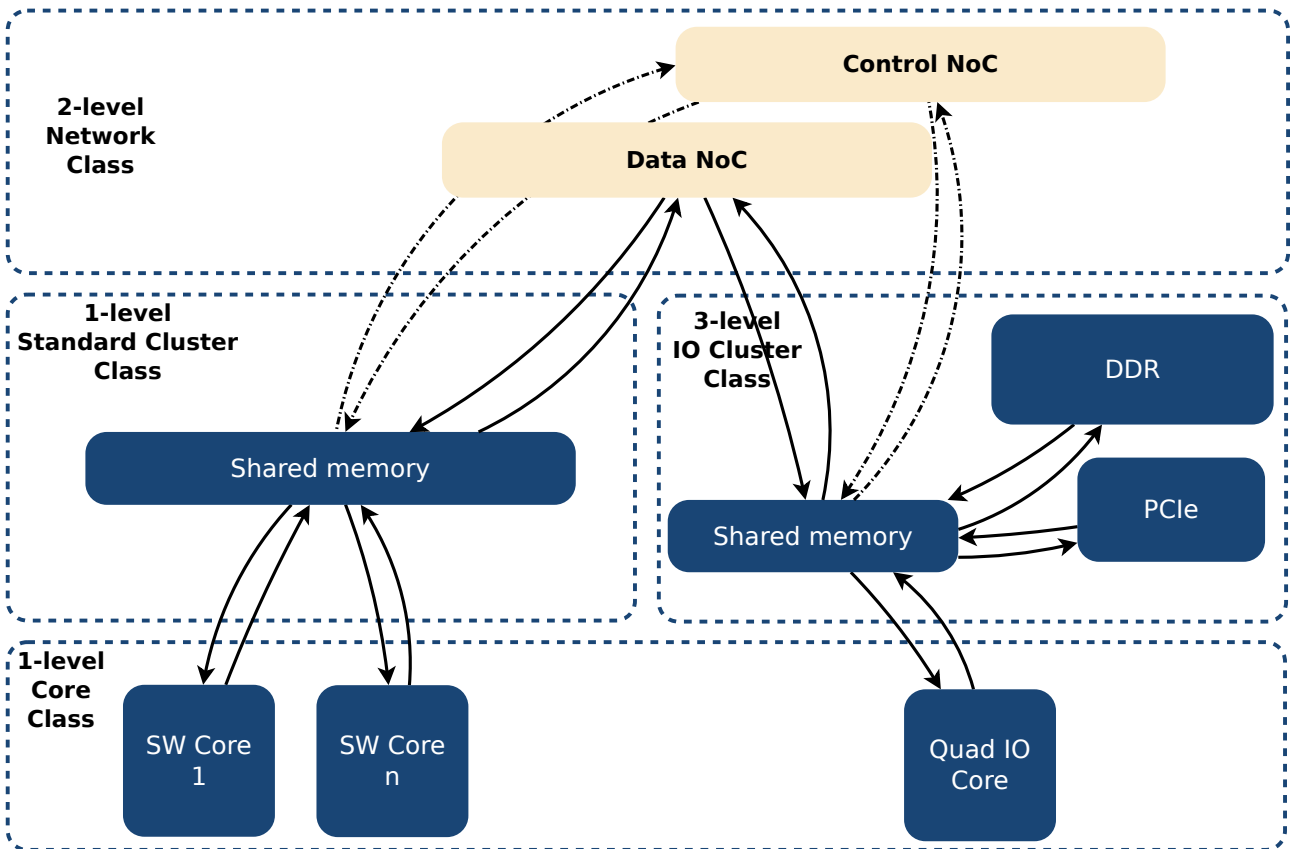 Control NoC
2-level
Network
Class
Data NoC
1-level
Standard Cluster
Class
3-level
IO Cluster
Class
DDR
Shared memory
PCIe
Shared memory
1-level
Core
Class
SW Core
1
SW Core
n
Quad IO
Core